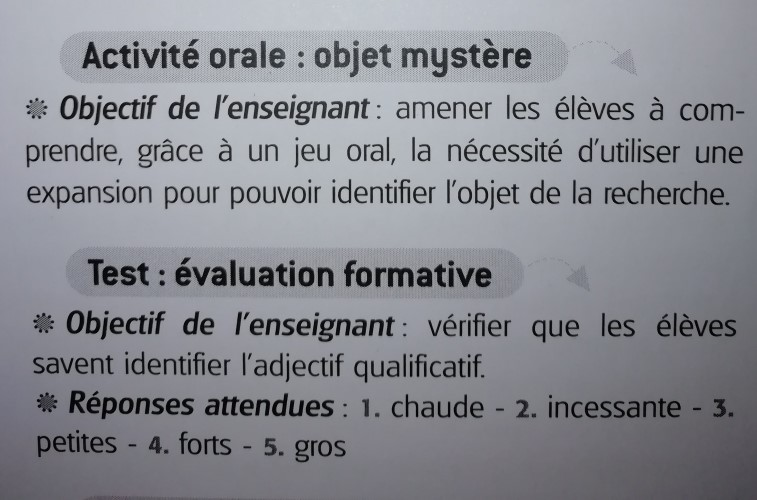 Activité orale : objet mystère
Objectif de l'enseignant : amener les élèves à com-
prendre, grâce à un jeu oral, la nécessité d'utiliser une
expansion pour pouvoir identifier l'objet de la recherche.
Test : évaluation formative
Objectif de l'enseignant : vérifier que les élèves
savent identifier l'adjectif qualificatif.
Réponses attendues : 1. chaude - 2. incessante - 3.
petites - 4. forts - 5. gros